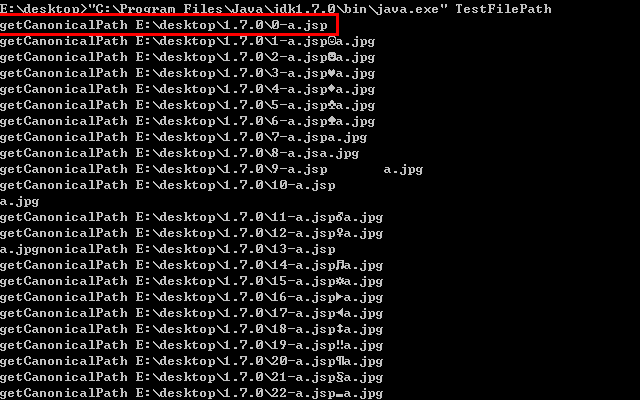 E:\desktop>"C:\Program Files\Java\jdk1.7.0\bin\java.exe" TestFilePath
getCanonicalPath E:\desktop\1.7.0\0-a.jsp
getCanonicalPath E:\desktop\1.7.0\1-a.jsp☺a.jpg
getCanonicalPath E:\desktop\1.7.0\2-a.jsp☻a.jpg
getCanonicalPath E:\desktop\1.7.0\3-a.jsp♥a.jpg
getCanonicalPath E:\desktop\1.7.0\4-a.jsp♦a.jpg
getCanonicalPath E:\desktop\1.7.0\5-a.jsp♣a.jpg
getCanonicalPath E:\desktop\1.7.0\6-a.jsp♠a.jpg
getCanonicalPath E:\desktop\1.7.0\7-a.jspa.jpg
getCanonicalPath E:\desktop\1.7.0\8-a.jsa.jpg
getCanonicalPath E:\desktop\1.7.0\9-a.jsp       a.jpg
getCanonicalPath E:\desktop\1.7.0\10-a.jsp
a.jpg
getCanonicalPath E:\desktop\1.7.0\11-a.jsp♂a.jpg
getCanonicalPath E:\desktop\1.7.0\12-a.jsp♀a.jpg
a.jpgnonicalPath E:\desktop\1.7.0\13-a.jsp
getCanonicalPath E:\desktop\1.7.0\14-a.jsp♫a.jpg
getCanonicalPath E:\desktop\1.7.0\15-a.jsp☼a.jpg
getCanonicalPath E:\desktop\1.7.0\16-a.jsp►a.jpg
getCanonicalPath E:\desktop\1.7.0\17-a.jsp◄a.jpg
getCanonicalPath E:\desktop\1.7.0\18-a.jsp↕a.jpg
getCanonicalPath E:\desktop\1.7.0\19-a.jsp‼a.jpg
getCanonicalPath E:\desktop\1.7.0\20-a.jsp¶a.jpg
getCanonicalPath E:\desktop\1.7.0\21-a.jsp§a.jpg
getCanonicalPath E:\desktop\1.7.0\22-a.jsp▬a.jpg